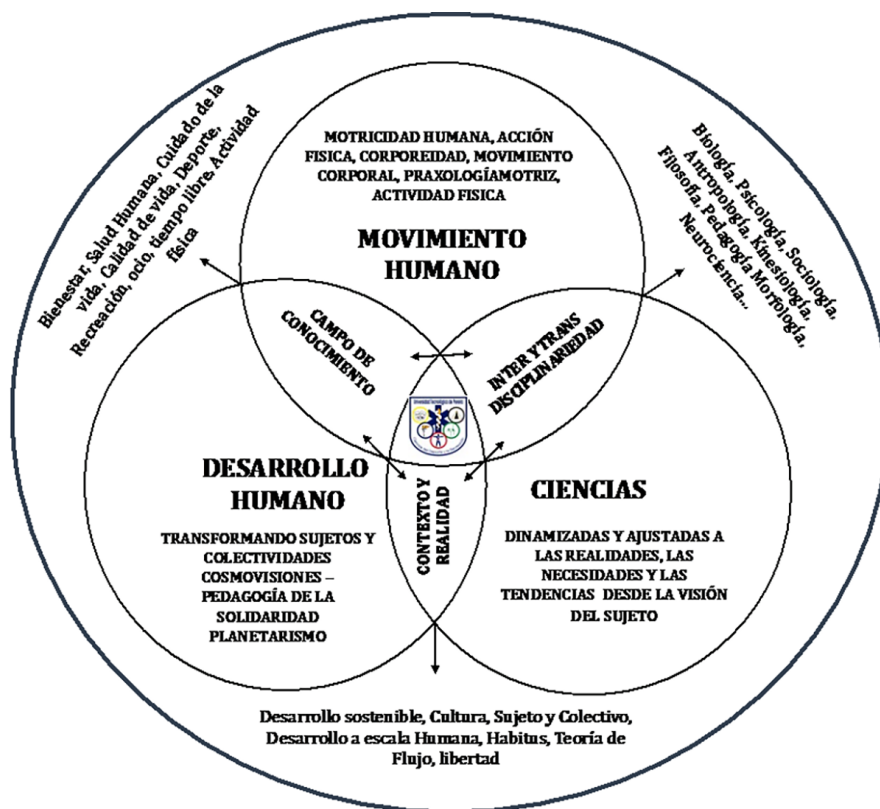 Bienestar, Salud Humana, Cuidado de la
vida, Calidad de vida, Deporte,
Recreación, ocio, tiempo libre, Actividad
física
Biología, Psicología, Sociología,
Antropología, Kinesiología,
Filosofía, Pedagogía Morfología,
Neurociencia...
MOTRICIDAD HUMANA, ACCIÓN
FISICA, CORPOREIDAD, MOVIMIENTO
CORPORAL, PRAXOLOGÍAMOTRIZ,
ACTIVIDAD FISICA
MOVIMIENTO
HUMANO
CAMPO DE
CONOCIMIENTO
INTER Y TRANS
DISCIPLINARIEDAD
DESARROLLO
HUMANO
TRANSFORMANDO SUJETOS Y
COLECTIVIDADES
COSMOVISIONES –
PEDAGOGÍA DE LA
SOLIDARIDAD
PLANETARISMO
CONTEXTO Y
REALIDAD
CIENCIAS
DINAMIZADAS Y AJUSTADAS A
LAS REALIDADES, LAS
NECESIDADES Y LAS
TENDENCIAS DESDE LA VISIÓN
DEL SUJETO
Desarrollo sostenible, Cultura, Sujeto y Colectivo,
Desarrollo a escala Humana, Habitus, Teoría de
Flujo, libertad